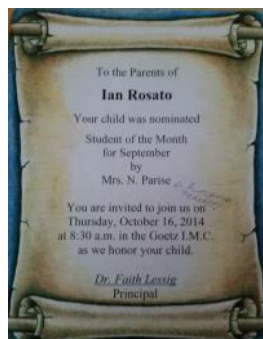 To the Parents of
Ian Rosato
Your child was nominated
Student of the Month
for September
by
Mrs. N. Parise
You are invited to join us on
Thursday, October 16, 2014
at 8:30 a.m. in the Goetz I.M.C.
as we honor your child.
Dr. Faith Lessig
Principal